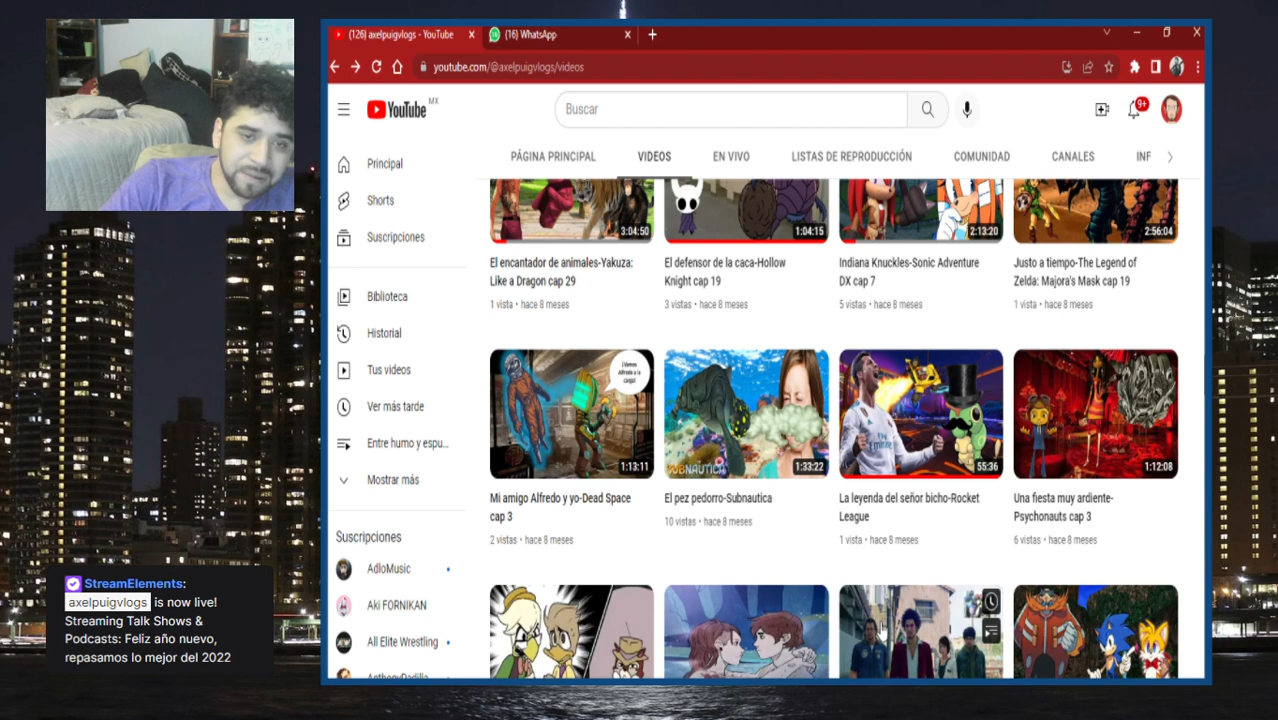 (126) axelpuigvlogs - YouTube
(16) WhatsApp
youtube.com/@axelpuigvlogs/videos
YouTube MX
Buscar
9+
PÁGINA PRINCIPAL
VIDEOS
EN VIVO
LISTAS DE REPRODUCCIÓN
COMUNIDAD
CANALES
INF
Principal
Shorts
Suscripciones
Biblioteca
Historial
Tus videos
Ver más tarde
Entre humo y espu...
Mostrar más
Suscripciones
AdloMusic
Aki FORNIKAN
All Elite Wrestling
AnthonyPadilla
3:04:50
El encantador de animales-Yakuza:
Like a Dragon cap 29
1 vista • hace 8 meses
1:04:15
El defensor de la caca-Hollow
Knight cap 19
3 vistas • hace 8 meses
2:13:20
Indiana Knuckles-Sonic Adventure
DX cap 7
5 vistas • hace 8 meses
2:56:04
Justo a tiempo-The Legend of
Zelda: Majora's Mask cap 19
1 vista • hace 8 meses
1:13:11
Mi amigo Alfredo y yo-Dead Space
cap 3
2 vistas • hace 8 meses
SUBNAUTICA
1:33:22
El pez pedorro-Subnautica
10 vistas • hace 8 meses
55:36
La leyenda del señor bicho-Rocket
League
1 vista • hace 8 meses
1:12:08
Una fiesta muy ardiente-
Psychonauts cap 3
6 vistas • hace 8 meses
StreamElements:
axelpuigvlogs is now live!
Streaming Talk Shows &
Podcasts: Feliz año nuevo,
repasamos lo mejor del 2022